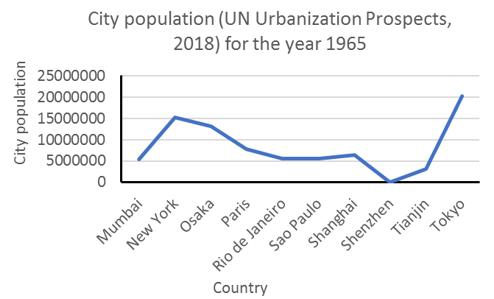 City population (UN Urbanization Prospects,
2018) for the year 1965
City population
25000000
20000000
15000000
10000000
5000000
0
Mumbai
New York
Osaka
Paris
Rio de Janeiro
Sao Paulo
Shanghai
Shenzhen
Tianjin
Tokyo
Country